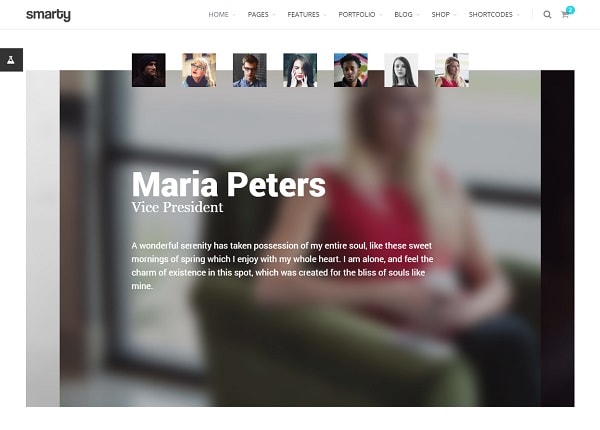 smarty
HOME PAGES FEATURES PORTFOLIO BLOG SHOP SHORTCODES
2
Maria Peters
Vice President
A wonderful serenity has taken possession of my entire soul, like these sweet
mornings of spring which I enjoy with my whole heart. I am alone, and feel the
charm of existence in this spot, which was created for the bliss of souls like
mine.